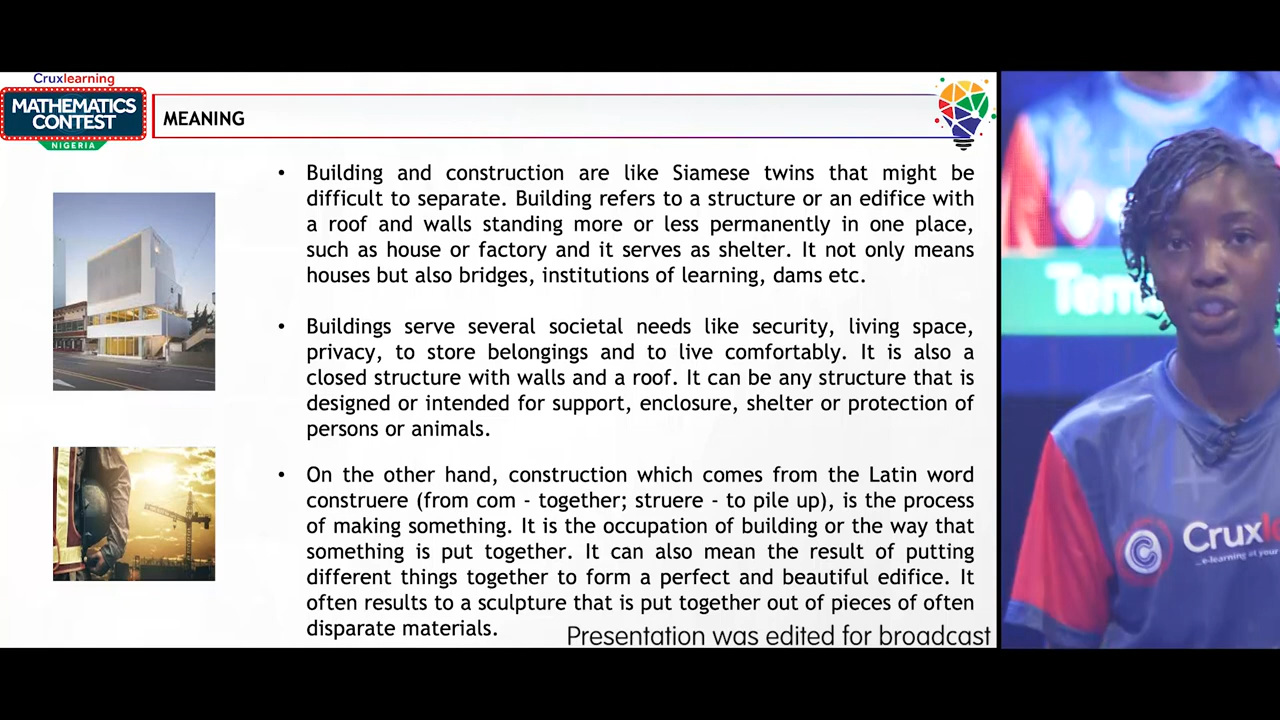 Cruxlearning
MATHEMATICS
CONTEST
NIGERIA
MEANING
• Building and construction are like Siamese twins that might be
difficult to separate. Building refers to a structure or an edifice with
a roof and walls standing more or less permanently in one place,
such as house or factory and it serves as shelter. It not only means
houses but also bridges, institutions of learning, dams etc.
• Buildings serve several societal needs like security, living space,
privacy, to store belongings and to live comfortably. It is also a
closed structure with walls and a roof. It can be any structure that is
designed or intended for support, enclosure, shelter or protection of
persons or animals.
• On the other hand, construction which comes from the Latin word
construere (from com - together; struere - to pile up), is the process
of making something. It is the occupation of building or the way that
something is put together. It can also mean the result of putting
different things together to form a perfect and beautiful edifice. It
often results to a sculpture that is put together out of pieces of often
disparate materials.
Presentation was edited for broadcast
Tem
Cruxle
...e-learning at your